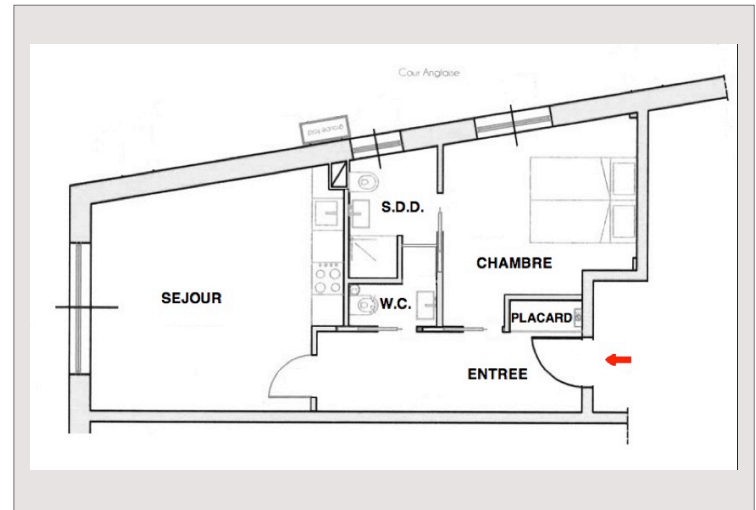 Cour Anglaise
S.D.D.
CHAMBRE
SEJOUR
W.C.
PLACARD
ENTREE